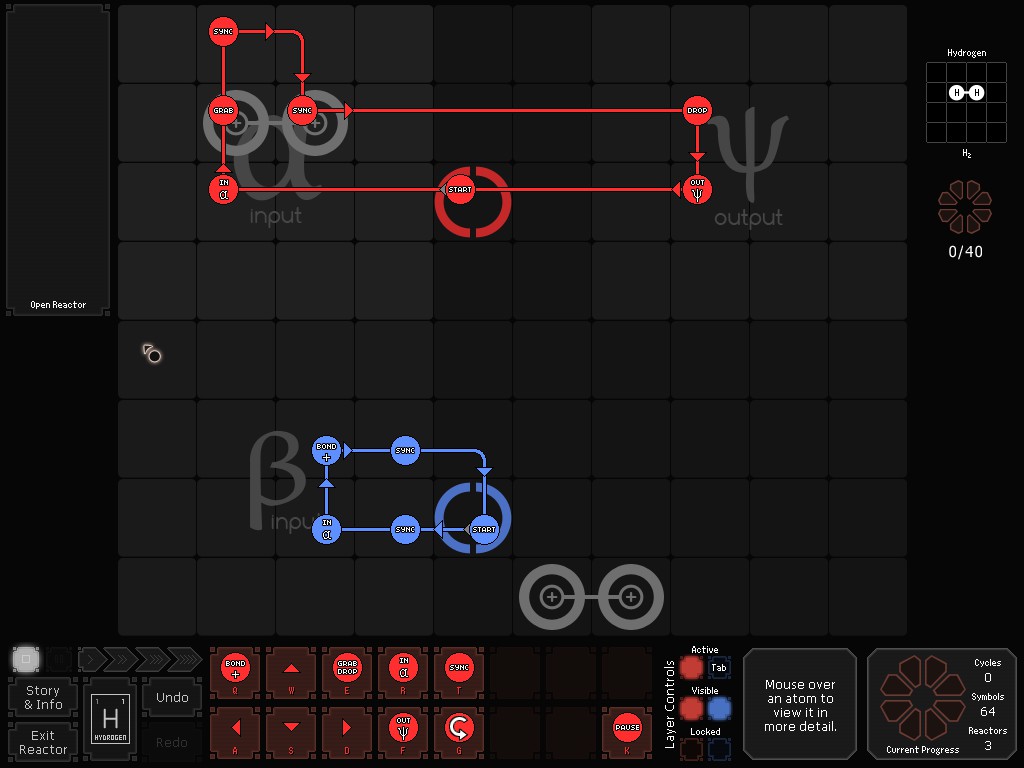 SYNC
GRAB
SYNC
DROP
α
ψ
IN
α
START
OUT
ψ
input
output
Hydrogen
H H
H₂
0/40
Open Reactor
β
BOND
+
SYNC
input
IN
α
SYNC
START
Story
& Info
Exit
Reactor
1 1
H
HYDROGEN
Undo
Redo
BOND
+
Q
W
GRAB
DROP
E
IN
α
R
SYNC
T
A
S
D
OUT
ψ
F
G
PAUSE
K
Layer Controls
Active
Tab
Visible
Locked
Mouse over
an atom to
view it in
more detail.
Current Progress
Cycles
0
Symbols
64
Reactors
3